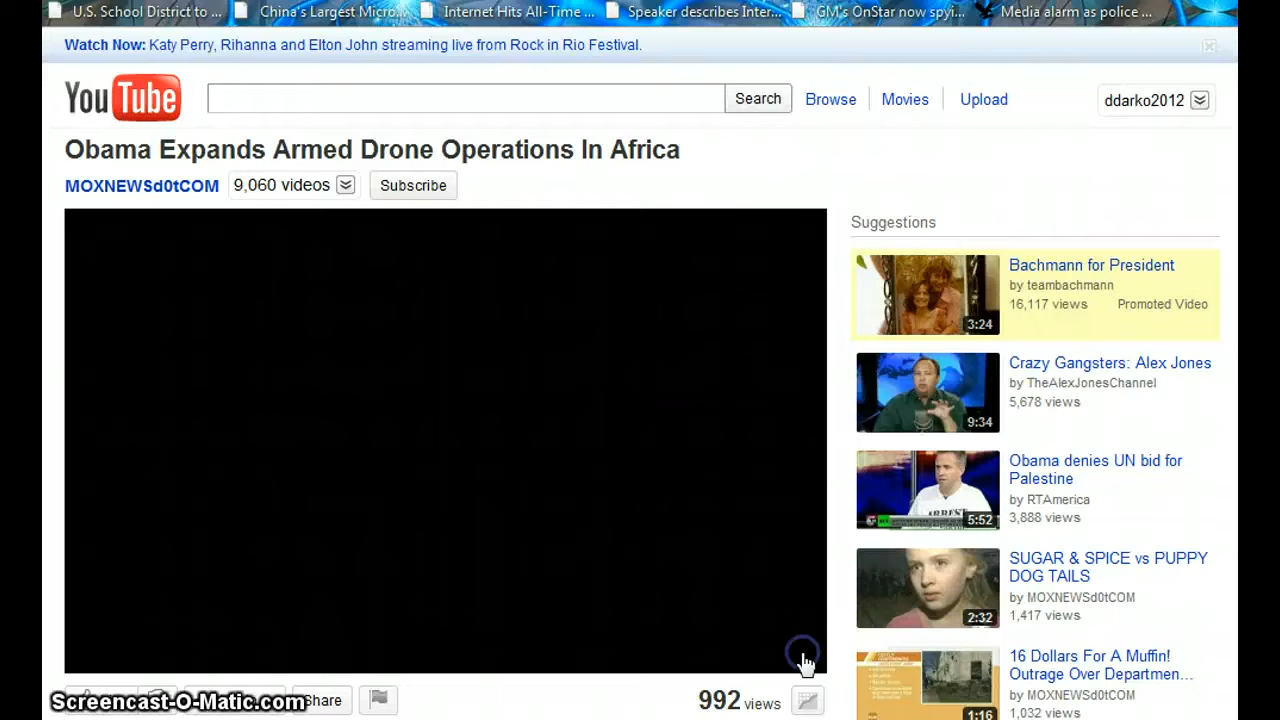 U.S. School District to ...
China's Largest Micro...
Internet Hits All-Time ...
Speaker describes Inter...
GM's OnStar now spyi...
Media alarm as police ...
Watch Now: Katy Perry, Rihanna and Elton John streaming live from Rock in Rio Festival.
YouTube
Search
Browse
Movies
Upload
ddarko2012
Obama Expands Armed Drone Operations In Africa
MOXNEWSd0tCOM
9,060 videos
Subscribe
Suggestions
Bachmann for President
by teambachmann
16,117 views
Promoted Video
3:24
Crazy Gangsters: Alex Jones
by TheAlexJonesChannel
5,678 views
9:34
Obama denies UN bid for
Palestine
by RTAmerica
3,888 views
ARREST
5:52
SUGAR & SPICE vs PUPPY
DOG TAILS
by MOXNEWSd0tCOM
1,417 views
2:32
16 Dollars For A Muffin!
Outrage Over Departmen...
by MOXNEWSd0tCOM
1,032 views
1:16
Share
992 views
Screencast-O-Matic.com